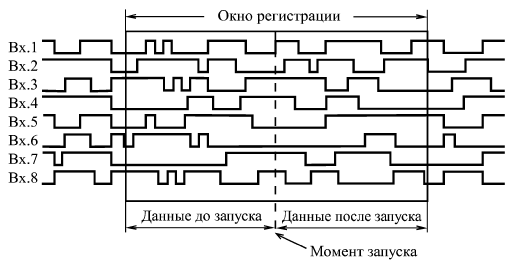 Окно регистрации
Вх.1
Вх.2
Вх.3
Вх.4
Вх.5
Вх.6
Вх.7
Вх.8
Данные до запуска
Данные после запуска
Момент запуска